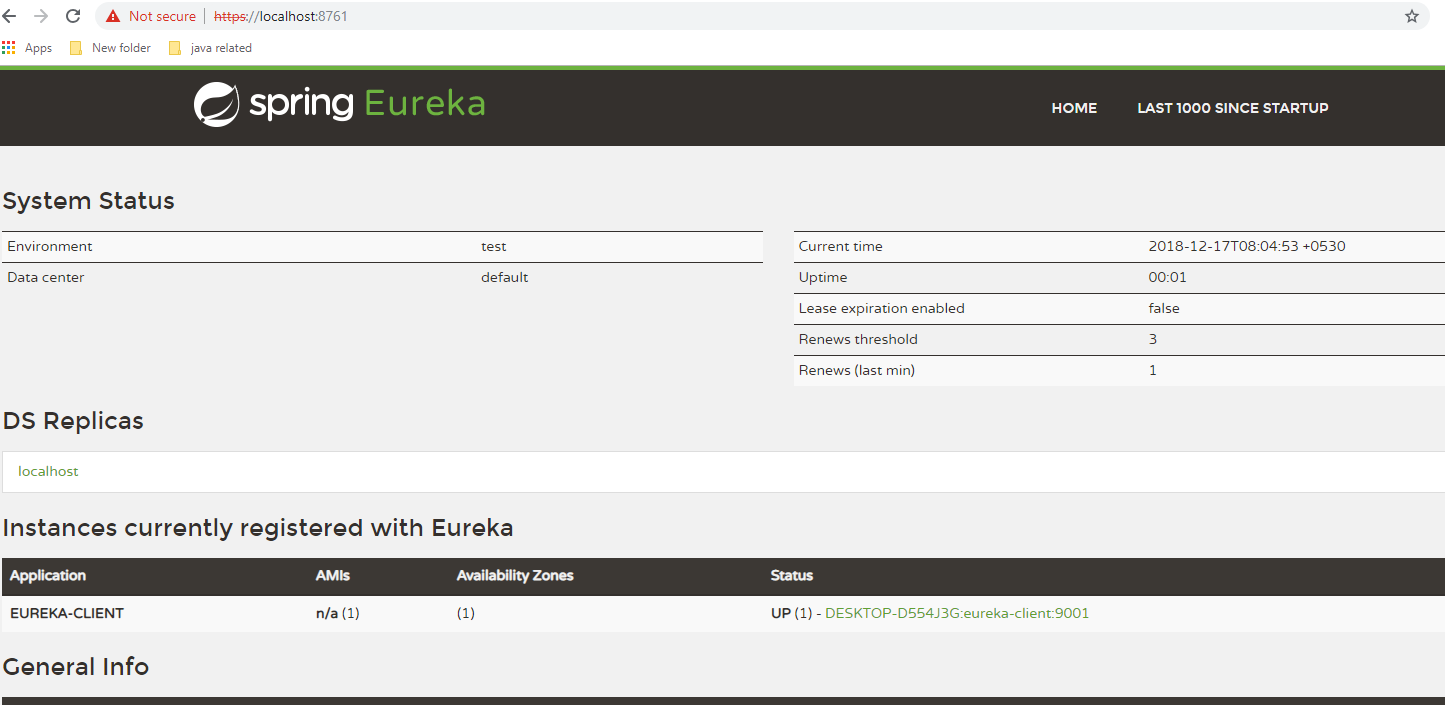 Not secure | https://localhost:8761
Apps New folder java related
spring Eureka HOME LAST 1000 SINCE STARTUP
System Status
Environment test
Data center default
Current time 2018-12-17T08:04:53 +0530
Uptime 00:01
Lease expiration enabled false
Renews threshold 3
Renews (last min) 1
DS Replicas
localhost
Instances currently registered with Eureka
Application AMIs Availability Zones Status
EUREKA-CLIENT n/a (1) (1) UP (1) - DESKTOP-D554J3G:eureka-client:9001
General Info